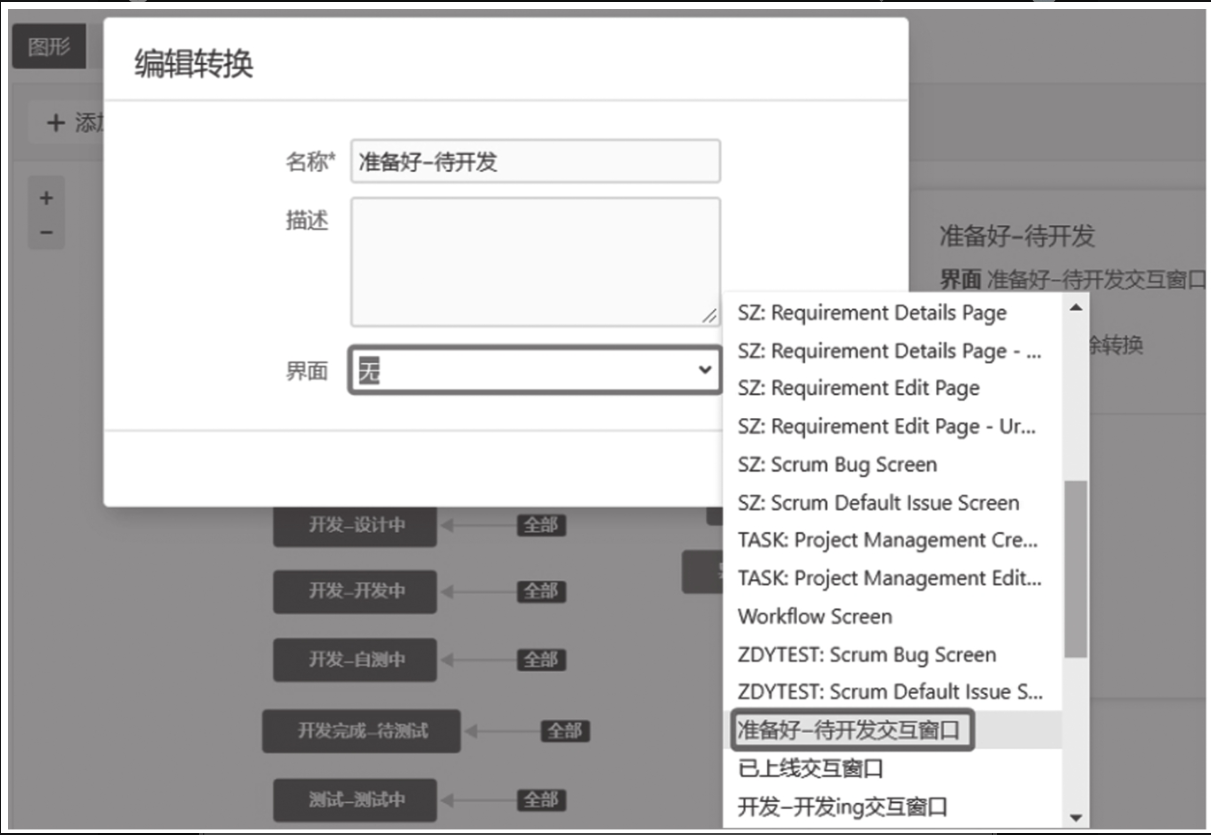 图形
编辑转换
+ 添加
名称* 准备好–待开发
描述
界面 无
+
–
准备好–待开发
界面 准备好–待开发交互窗口
除转换
SZ: Requirement Details Page
SZ: Requirement Details Page - ...
SZ: Requirement Edit Page
SZ: Requirement Edit Page - Ur...
SZ: Scrum Bug Screen
SZ: Scrum Default Issue Screen
TASK: Project Management Cre...
TASK: Project Management Edit...
Workflow Screen
ZDYTEST: Scrum Bug Screen
ZDYTEST: Scrum Default Issue S...
准备好–待开发交互窗口
已上线交互窗口
开发–开发ing交互窗口
开发–设计中 全部
开发–开发中 全部
开发–自测中 全部
开发完成–待测试 全部
测试–测试中 全部